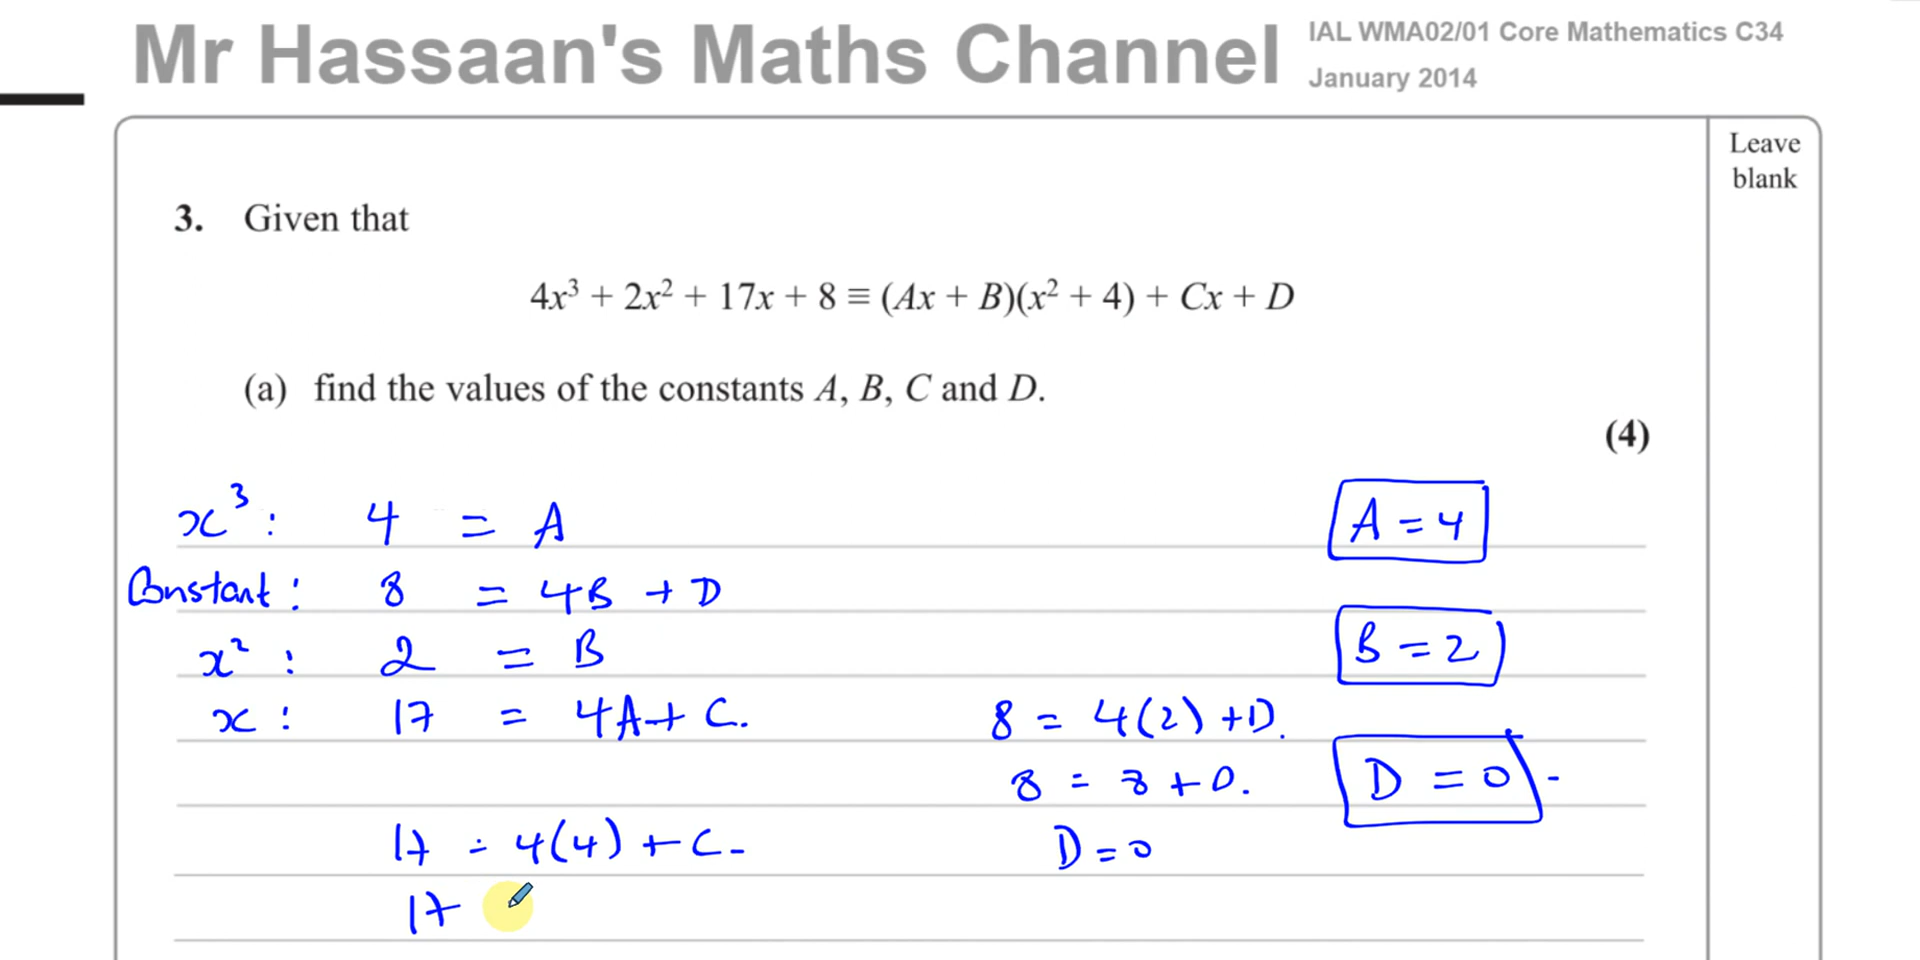 Mr Hassaan's Maths Channel
IAL WMA02/01 Core Mathematics C34
January 2014
Leave
blank
3. Given that
4x³ + 2x² + 17x + 8 ≡ (Ax + B)(x² + 4) + Cx + D
(a) find the values of the constants A, B, C and D.
(4)
x³ : 4 = A
A = 4
Constant : 8 = 4B + D
x² : 2 = B
B = 2
x : 17 = 4A + C.
8 = 4(2) + D.
8 = 8 + D.
D = 0
17 = 4(4) + C-
D = 0
17